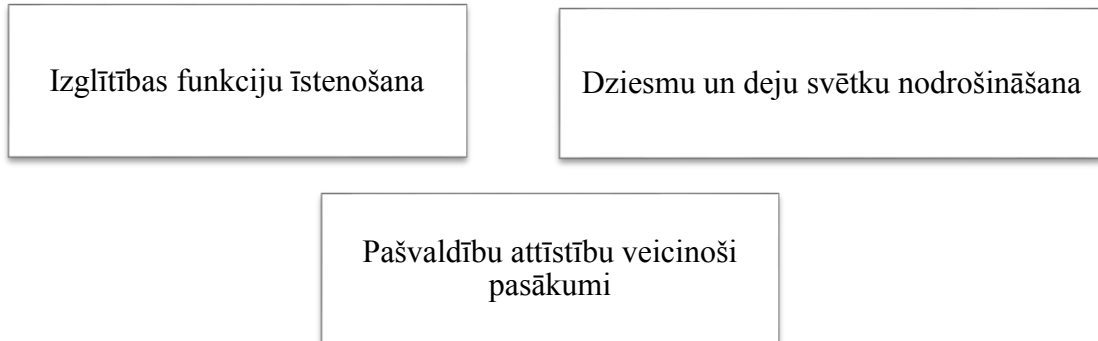 Izglītības funkciju īstenošana
Dziesmu un deju svētku nodrošināšana
Pašvaldību attīstību veicinoši
pasākumi